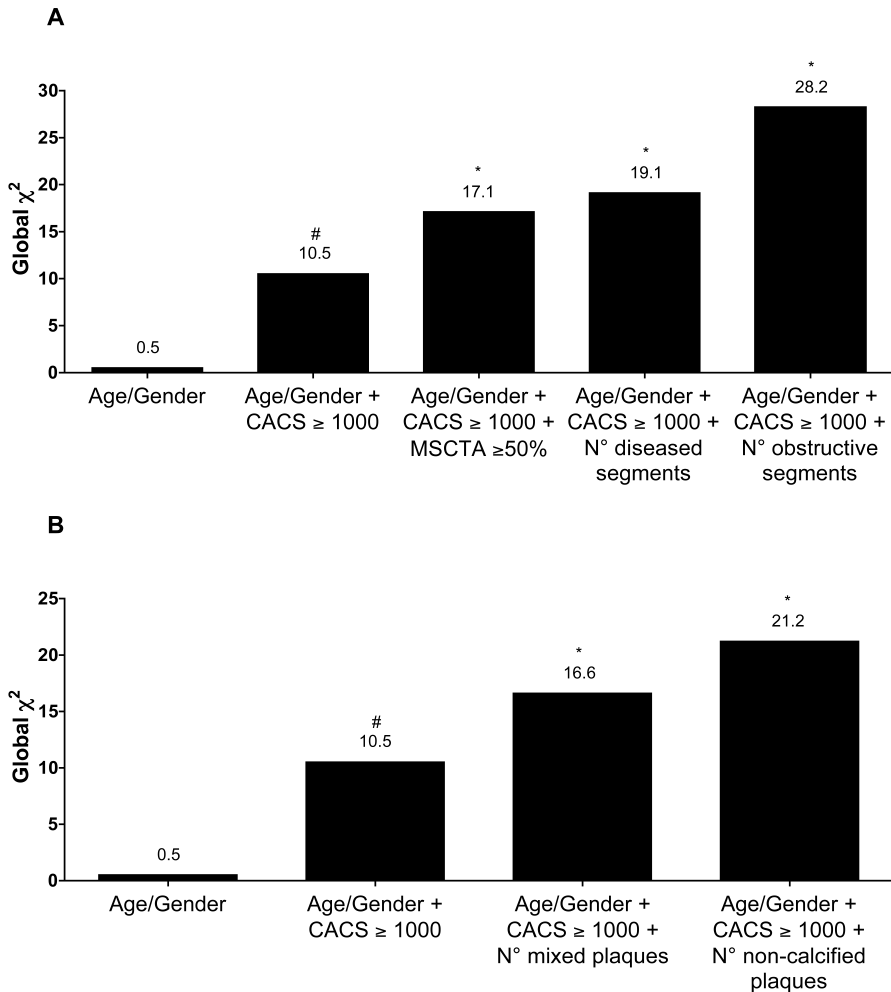 A
Global χ2
30
25
20
15
10
5
0
0.5
#
10.5
*
17.1
*
19.1
*
28.2
Age/Gender
Age/Gender +
CACS ≥ 1000
Age/Gender +
CACS ≥ 1000 +
MSCTA ≥50%
Age/Gender +
CACS ≥ 1000 +
N° diseased
segments
Age/Gender +
CACS ≥ 1000 +
N° obstructive
segments
B
Global χ2
25
20
15
10
5
0
0.5
#
10.5
*
16.6
*
21.2
Age/Gender
Age/Gender +
CACS ≥ 1000
Age/Gender +
CACS ≥ 1000 +
N° mixed plaques
Age/Gender +
CACS ≥ 1000 +
N° non-calcified
plaques